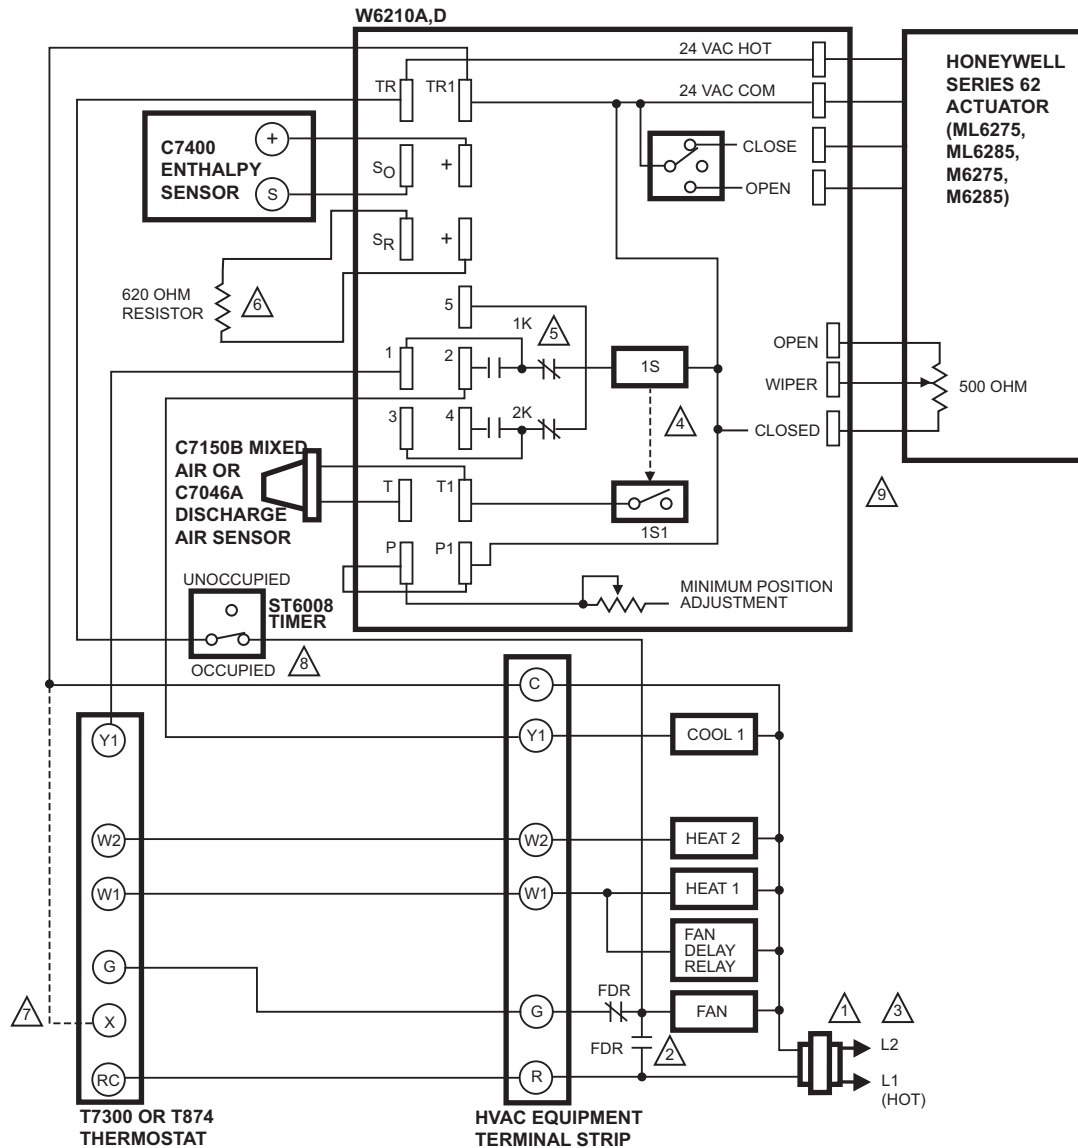 W6210A,D
24 VAC HOT
HONEYWELL
SERIES 62
ACTUATOR
(ML6275,
ML6285,
M6275,
M6285)
TR
TR1
24 VAC COM
C7400
ENTHALPY
SENSOR
+
S
SO
+
CLOSE
OPEN
SR
+
620 OHM
RESISTOR
6
5
1K
5
1
2
1S
OPEN
WIPER
500 OHM
3
4
2K
4
CLOSED
C7150B MIXED
AIR OR
C7046A
DISCHARGE
AIR SENSOR
T
T1
9
1S1
P
P1
UNOCCUPIED
ST6008
TIMER
OCCUPIED
8
MINIMUM POSITION
ADJUSTMENT
C
Y1
Y1
COOL 1
W2
W2
HEAT 2
W1
W1
HEAT 1
FAN
DELAY
RELAY
G
FDR
G
FAN
7
X
FDR
2
1
3
L2
RC
R
L1
(HOT)
T7300 OR T874
THERMOSTAT
HVAC EQUIPMENT
TERMINAL STRIP